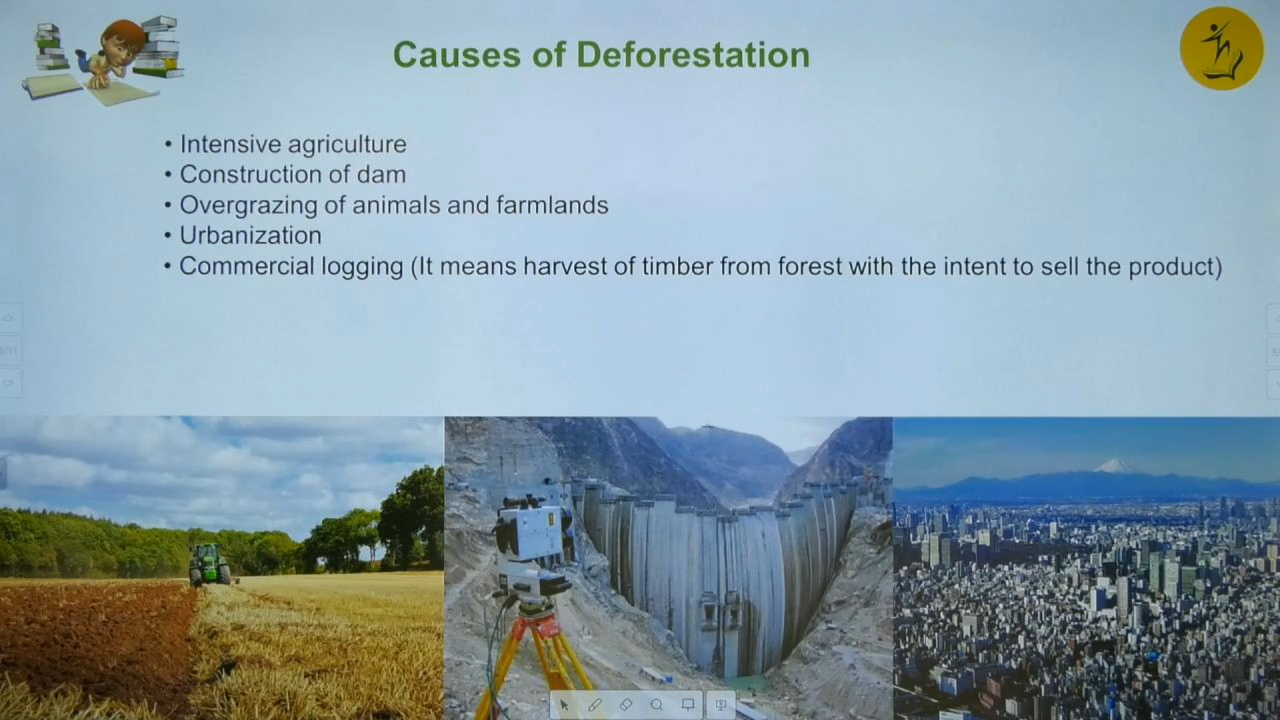 Causes of Deforestation
• Intensive agriculture
• Construction of dam
• Overgrazing of animals and farmlands
• Urbanization
• Commercial logging (It means harvest of timber from forest with the intent to sell the product)